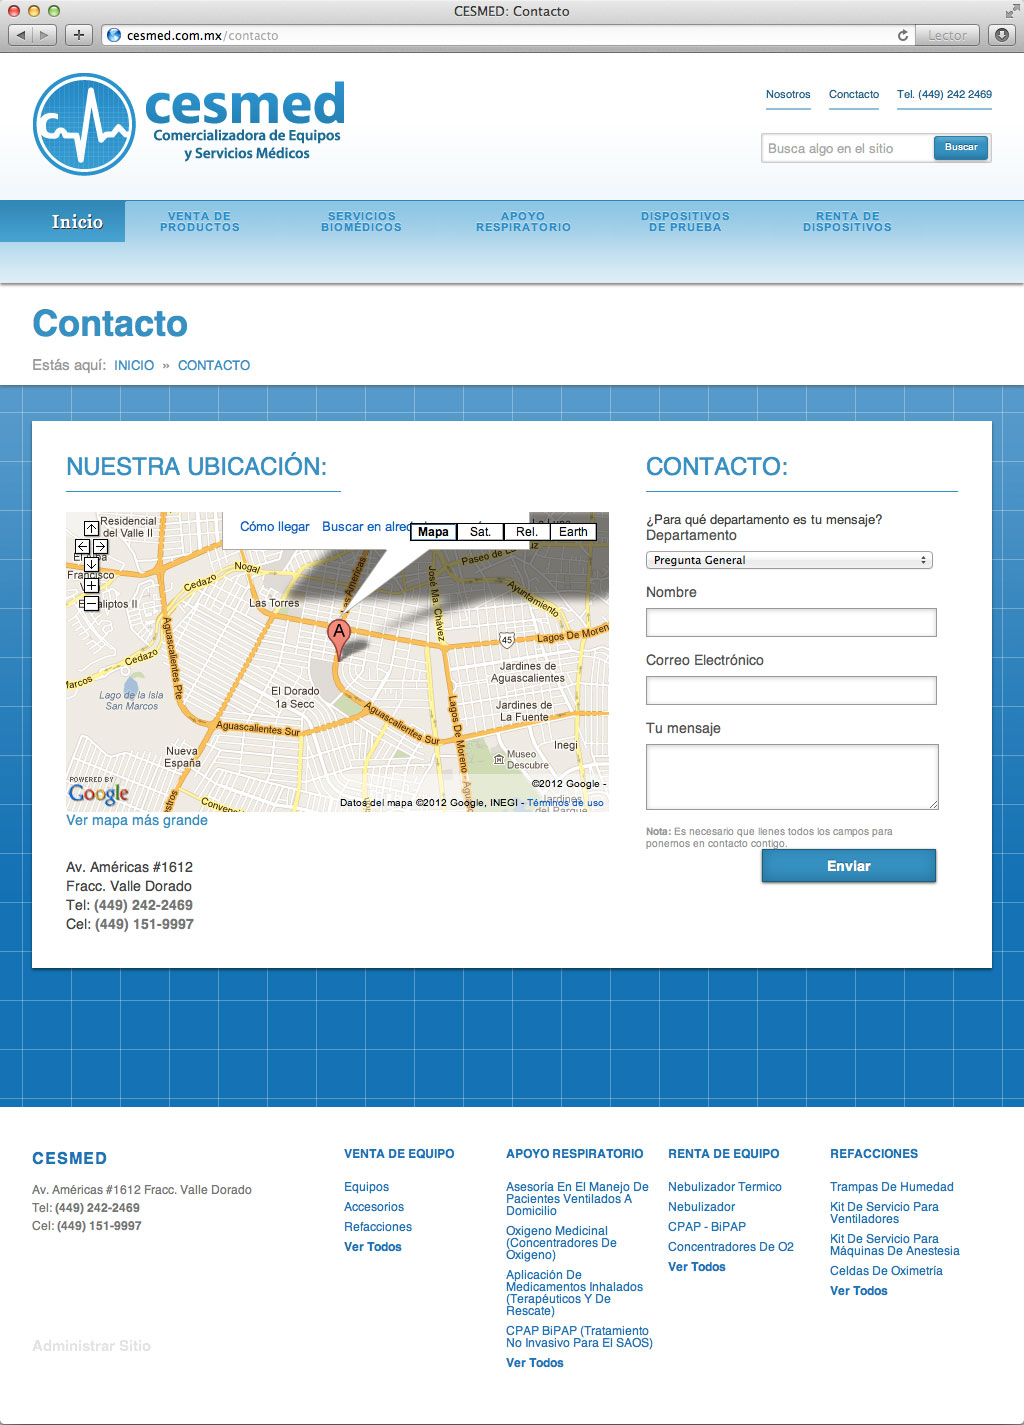 CESMED: Contacto
cesmed.com.mx/contacto
Lector
cesmed
Comercializadora de Equipos
y Servicios Médicos
Nosotros
Conctacto
Tel. (449) 242 2469
Busca algo en el sitio
Buscar
Inicio
VENTA DE
PRODUCTOS
SERVICIOS
BIOMÉDICOS
APOYO
RESPIRATORIO
DISPOSITIVOS
DE PRUEBA
RENTA DE
DISPOSITIVOS
Contacto
Estás aquí: INICIO » CONTACTO
NUESTRA UBICACIÓN:
Residencial
del Valle II
Cómo llegar
Buscar en
Mapa
Sat.
Rel.
Earth
Francisco
Cedazo
Nogal
Las Torres
Américas
José Ma. Chávez
Paseo de
Ayuntamiento
A
45
Lagos De Moren
Aguascalientes Pte
Cedazo
Marcos
Lago de la Isla
San Marcos
El Dorado
1a Secc
Jardines de
Aguascalientes
Jardines de
La Fuente
Aguascalientes Sur
Aguascalientes Sur
Lagos De Moreno
Inegi
Museo
Descubre
Nueva
España
POWERED BY
Google
©2012 Google -
Datos del mapa ©2012 Google, INEGI - Términos de uso
Ver mapa más grande
Av. Américas #1612
Fracc. Valle Dorado
Tel: (449) 242-2469
Cel: (449) 151-9997
CONTACTO:
¿Para qué departamento es tu mensaje?
Departamento
Pregunta General
Nombre
Correo Electrónico
Tu mensaje
Nota: Es necesario que llenes todos los campos para
ponernos en contacto contigo.
Enviar
CESMED
Av. Américas #1612 Fracc. Valle Dorado
Tel: (449) 242-2469
Cel: (449) 151-9997
Administrar Sitio
VENTA DE EQUIPO
Equipos
Accesorios
Refacciones
Ver Todos
APOYO RESPIRATORIO
Asesoría En El Manejo De
Pacientes Ventilados A
Domicilio
Oxigeno Medicinal
(Concentradores De
Oxigeno)
Aplicación De
Medicamentos Inhalados
(Terapéuticos Y De
Rescate)
CPAP BiPAP (Tratamiento
No Invasivo Para El SAOS)
Ver Todos
RENTA DE EQUIPO
Nebulizador Termico
Nebulizador
CPAP - BiPAP
Concentradores De O2
Ver Todos
REFACCIONES
Trampas De Humedad
Kit De Servicio Para
Ventiladores
Kit De Servicio Para
Máquinas De Anestesia
Celdas De Oximetría
Ver Todos